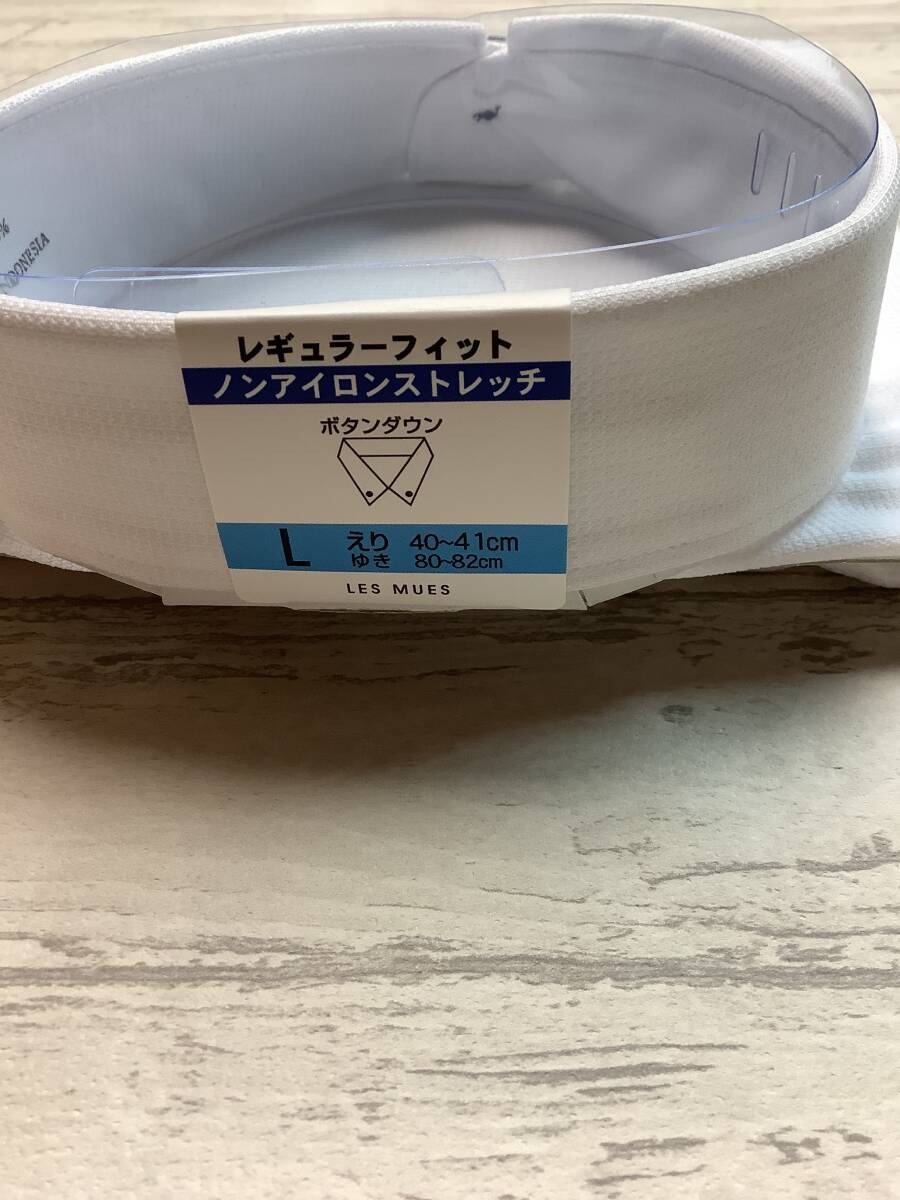 %
INDONESIA
レギュラーフィット
ノンアイロンストレッチ
ボタンダウン
L えり 40~41cm
ゆき 80~82cm
LES MUES